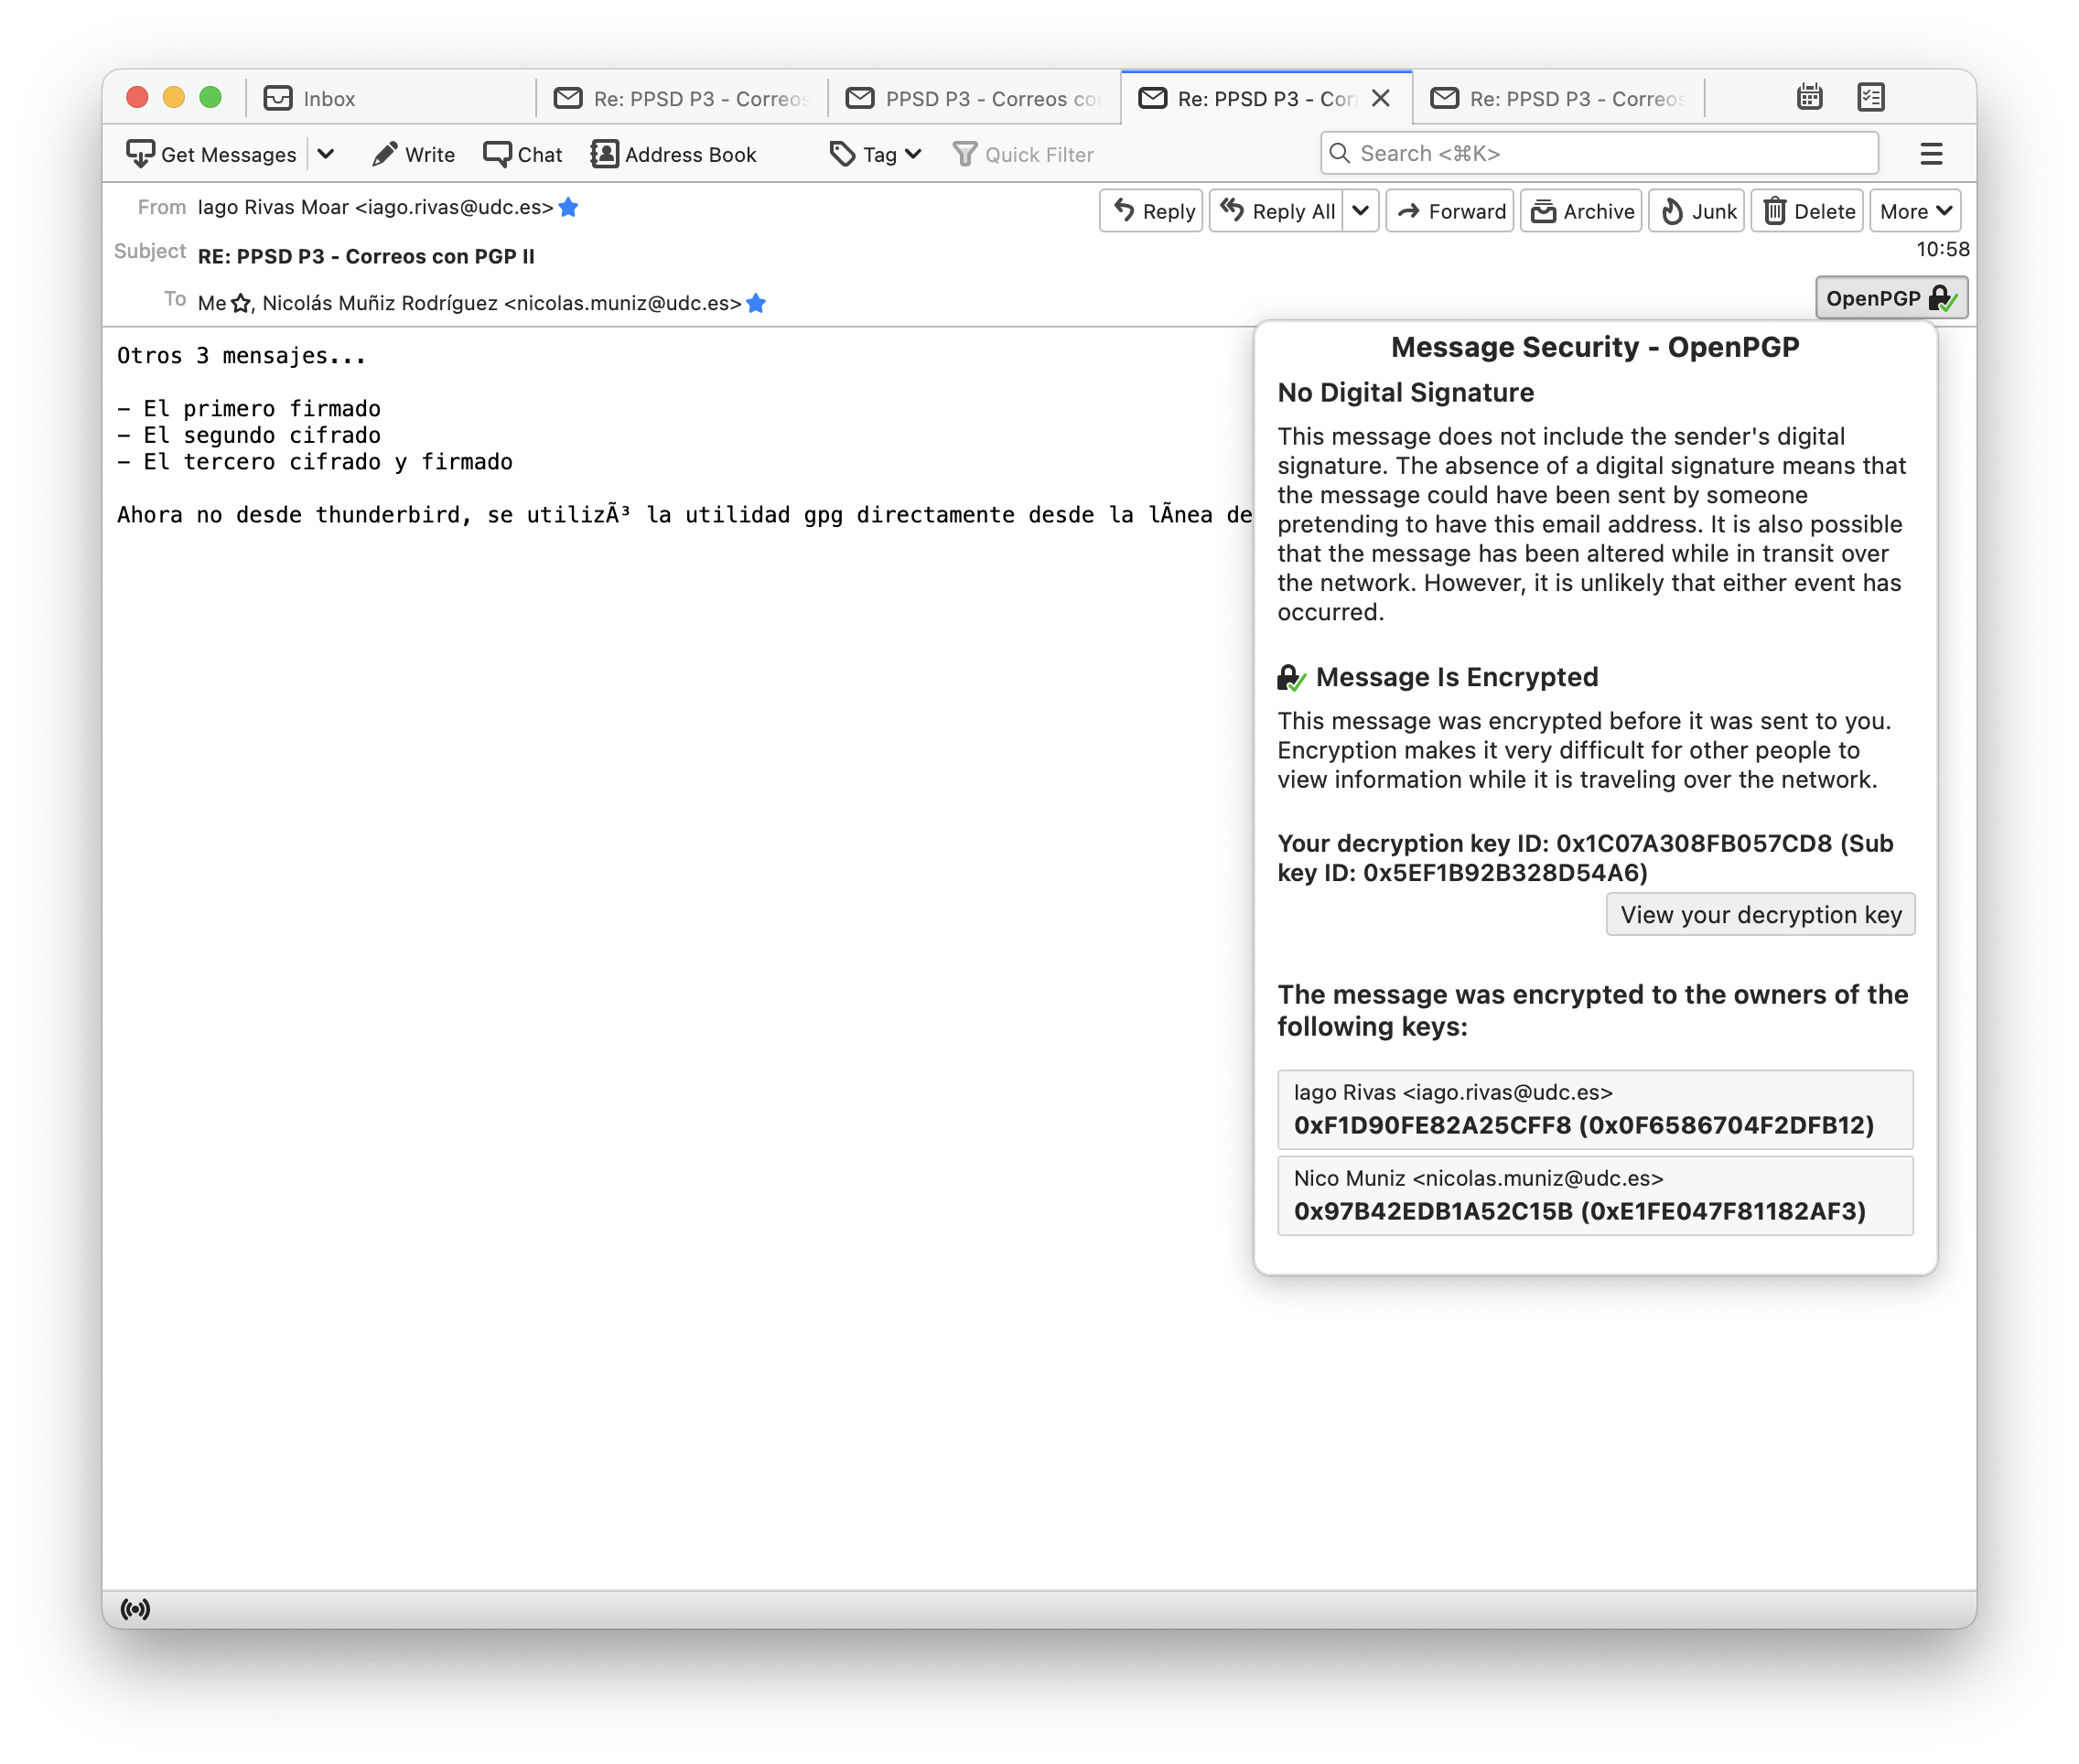 Inbox
Re: PPSD P3 - Correos
PPSD P3 - Correos co
Re: PPSD P3 - Cor
Re: PPSD P3 - Correos
Get Messages
Write
Chat
Address Book
Tag
Quick Filter
Search <⌘K>
From Iago Rivas Moar <iago.rivas@udc.es>
Reply
Reply All
Forward
Archive
Junk
Delete
More
Subject RE: PPSD P3 - Correos con PGP II
10:58
To Me, Nicolás Muñiz Rodríguez <nicolas.muniz@udc.es>
OpenPGP
Otros 3 mensajes...
- El primero firmado
- El segundo cifrado
- El tercero cifrado y firmado
Ahora no desde thunderbird, se utilizÃ³ la utilidad gpg directamente desde la lÃnea de
Message Security - OpenPGP
No Digital Signature
This message does not include the sender's digital
signature. The absence of a digital signature means that
the message could have been sent by someone
pretending to have this email address. It is also possible
that the message has been altered while in transit over
the network. However, it is unlikely that either event has
occurred.
Message Is Encrypted
This message was encrypted before it was sent to you.
Encryption makes it very difficult for other people to
view information while it is traveling over the network.
Your decryption key ID: 0x1C07A308FB057CD8 (Sub
key ID: 0x5EF1B92B328D54A6)
View your decryption key
The message was encrypted to the owners of the
following keys:
Iago Rivas <iago.rivas@udc.es>
0xF1D90FE82A25CFF8 (0x0F6586704F2DFB12)
Nico Muniz <nicolas.muniz@udc.es>
0x97B42EDB1A52C15B (0xE1FE047F81182AF3)